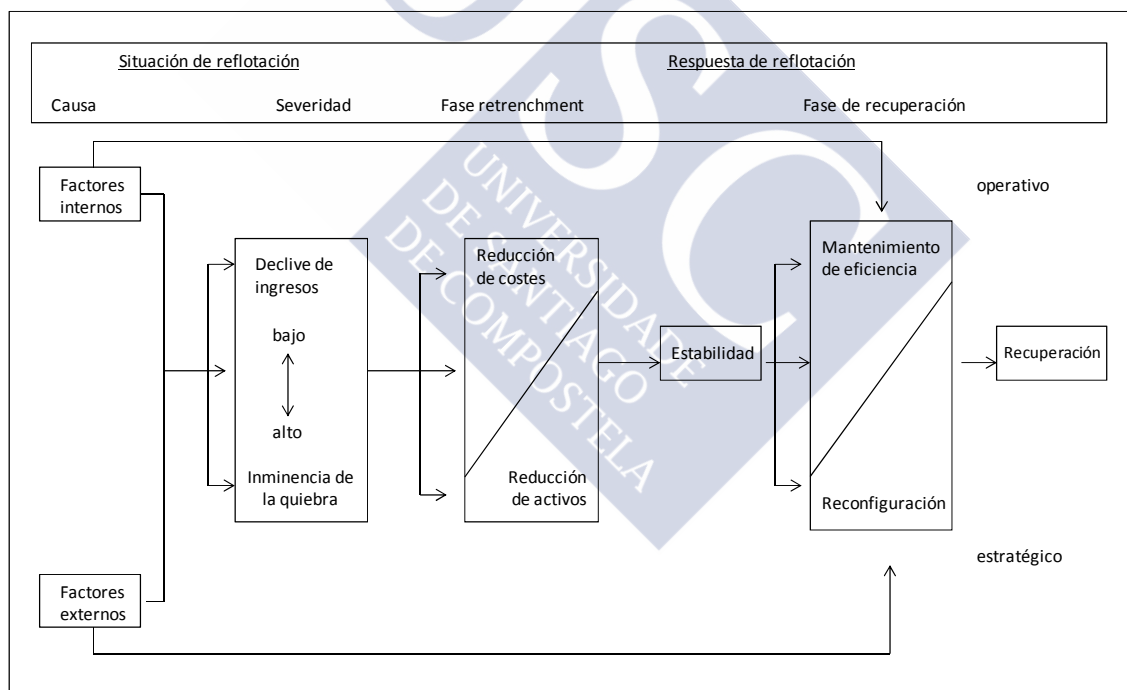 Situación de reflotación
Respuesta de reflotación
Causa
Severidad
Fase retrenchment
Fase de recuperación
Factores
internos
operativo
Declive de
ingresos
bajo
alto
Inminencia de
la quiebra
Reducción
de costes
Reducción
de activos
Estabilidad
Mantenimiento
de eficiencia
Reconfiguración
Recuperación
estratégico
Factores
externos
USC
UNIVERSIDADE
DE SANTIAGO
DE COMPOSTELA